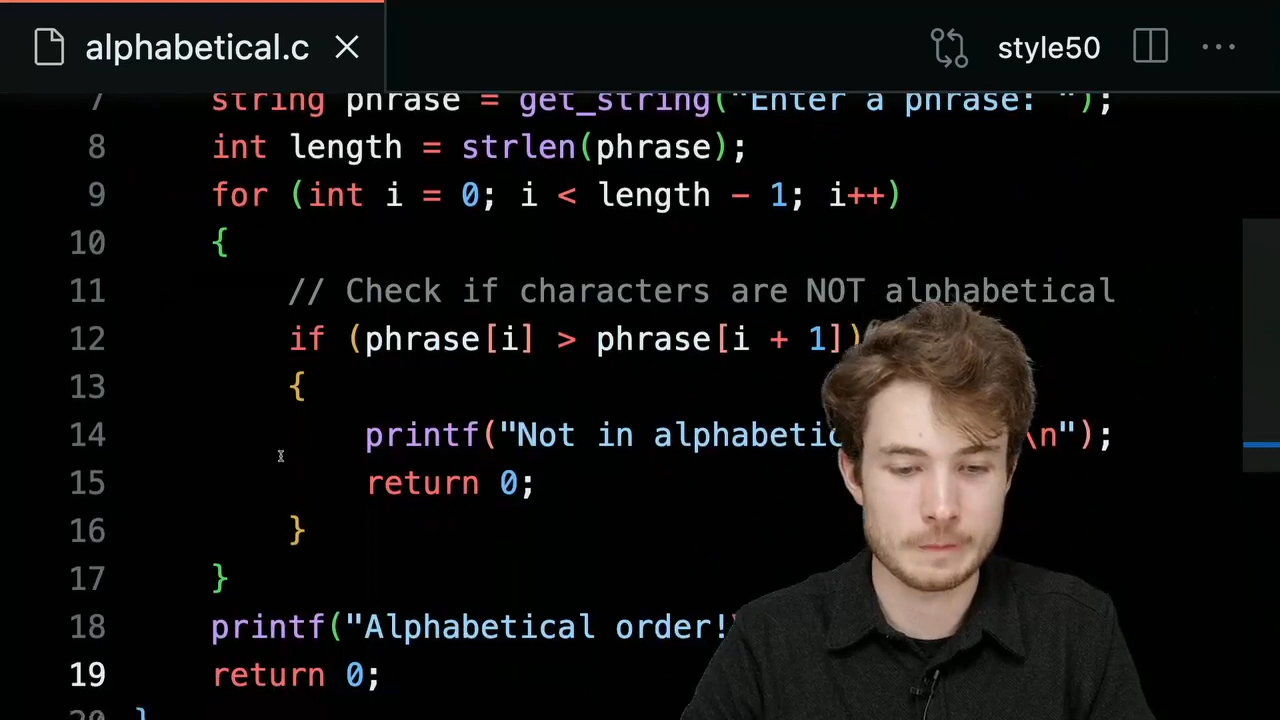 alphabetical.c
style50
7 string phrase = get_string("Enter a phrase: ");
8 int length = strlen(phrase);
9 for (int i = 0; i < length - 1; i++)
10 {
11 // Check if characters are NOT alphabetical
12 if (phrase[i] > phrase[i + 1])
13 {
14 printf("Not in \n");
15 return 0;
16 }
17 }
18 printf("Alphabetical order!
19 return 0;
20 }